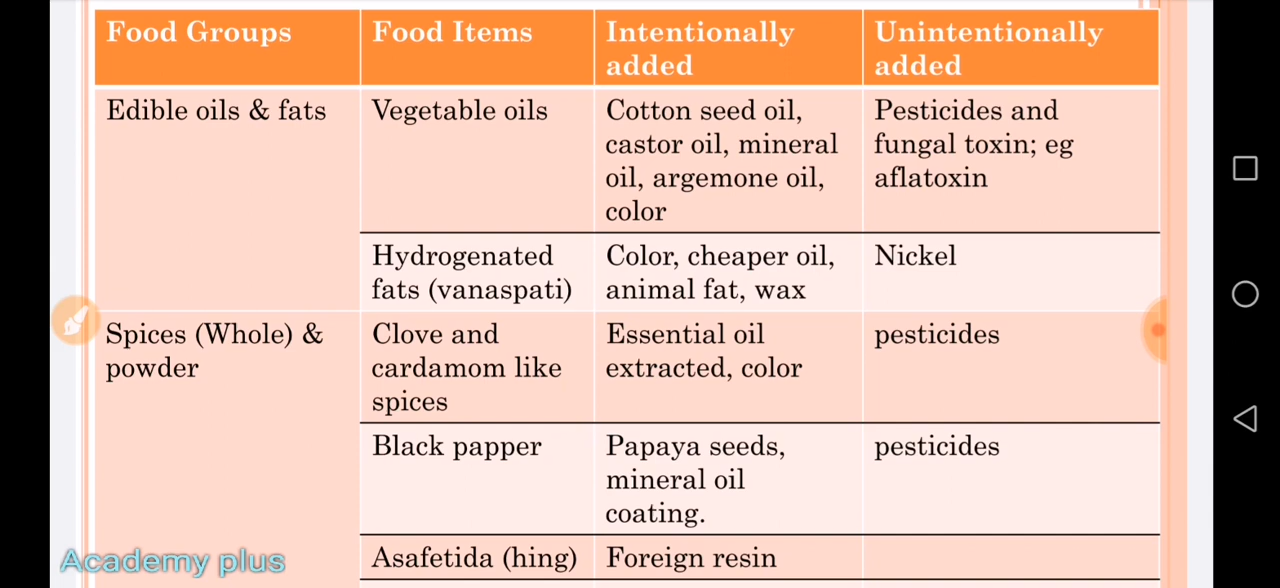 Food Groups
Food Items
Intentionally
added
Unintentionally
added
Edible oils & fats
Vegetable oils
Cotton seed oil,
castor oil, mineral
oil, argemone oil,
color
Pesticides and
fungal toxin; eg
aflatoxin
Hydrogenated
fats (vanaspati)
Color, cheaper oil,
animal fat, wax
Nickel
Spices (Whole) &
powder
Clove and
cardamom like
spices
Essential oil
extracted, color
pesticides
Black papper
Papaya seeds,
mineral oil
coating.
pesticides
Asafetida (hing)
Foreign resin
Academy plus